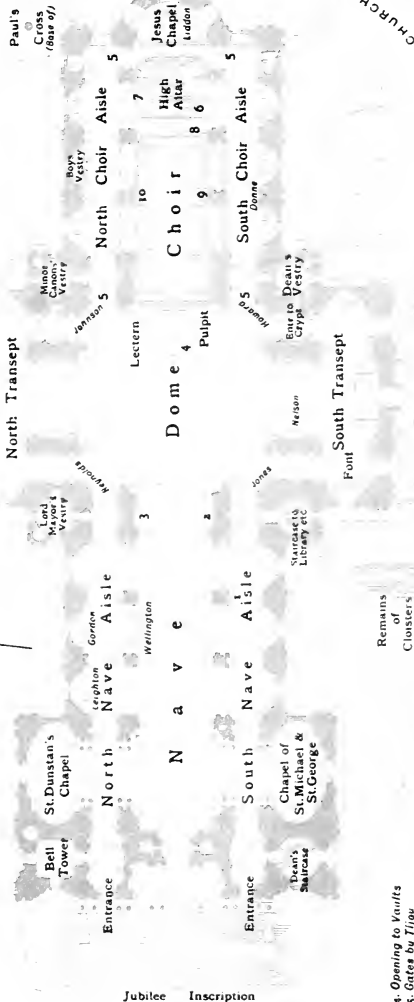 North Transept
Paul's
Cross
(Base of)
Bell
Tower
St. Dunstan's
Chapel
Lord
Mayor's
Vestry
Minor
Canons'
Vestry
Boys
Vestry
Leighton
Gordon
Reynolds
Johnson 5
5
Entrance
North Nave Aisle
North Choir Aisle
Wellington
3
Lectern
10
7
Jubilee Inscription
Nave
Dome 4
Choir
High
Altar
Jesus
Chapel
Liddon
2
Pulpit
9
8
6
Entrance
South Nave Aisle
1
South Choir Aisle
Donne
5
Jones
Howard
5
Dean's
Staircase
Chapel of
St. Michael &
St. George
Staircase to
Library etc
Nelson
Entr to
Crypt
Dean's
Vestry
Font
South Transept
Remains
of
Cloisters
Opening to Vaults
Gates by Tijou
CHURCH